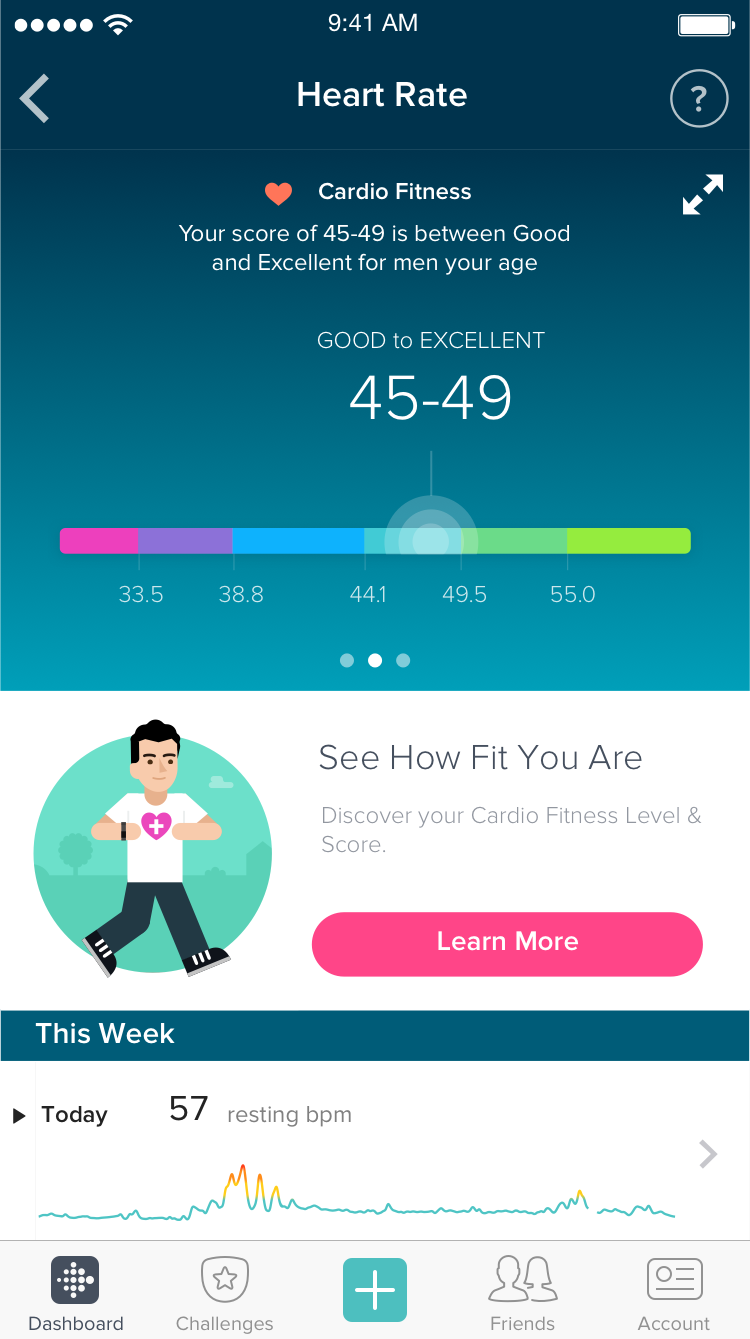 9:41 AM
Heart Rate
?
Cardio Fitness
Your score of 45-49 is between Good
and Excellent for men your age
GOOD to EXCELLENT
45-49
33.5 38.8 44.1 49.5 55.0
See How Fit You Are
Discover your Cardio Fitness Level &
Score.
Learn More
This Week
Today 57 resting bpm
Dashboard Challenges Friends Account